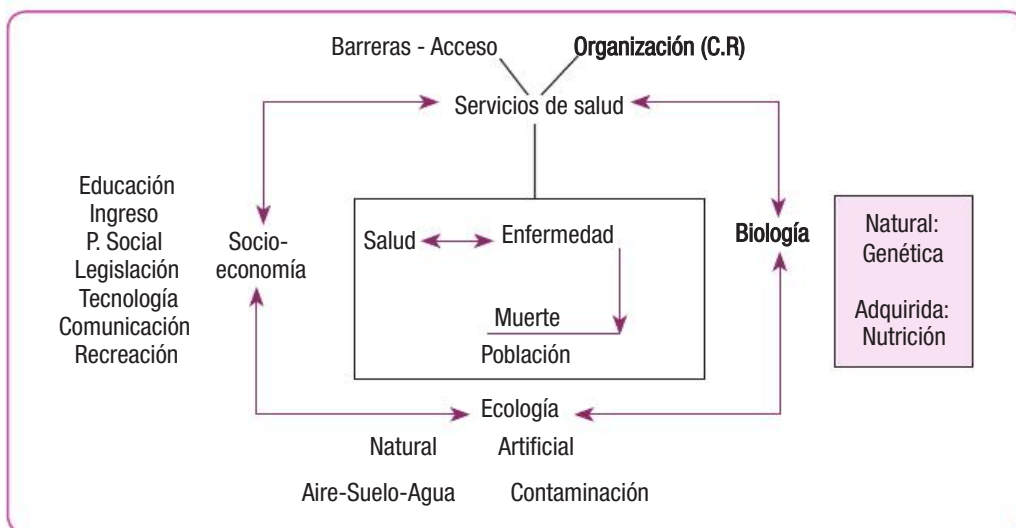 Barreras - Acceso
Organización (C.R)
Servicios de salud
Educación
Ingreso
P. Social
Legislación
Tecnología
Comunicación
Recreación
Socio-
economía
Salud
Enfermedad
Muerte
Población
Biología
Natural:
Genética
Adquirida:
Nutrición
Ecología
Natural
Artificial
Aire-Suelo-Agua
Contaminación